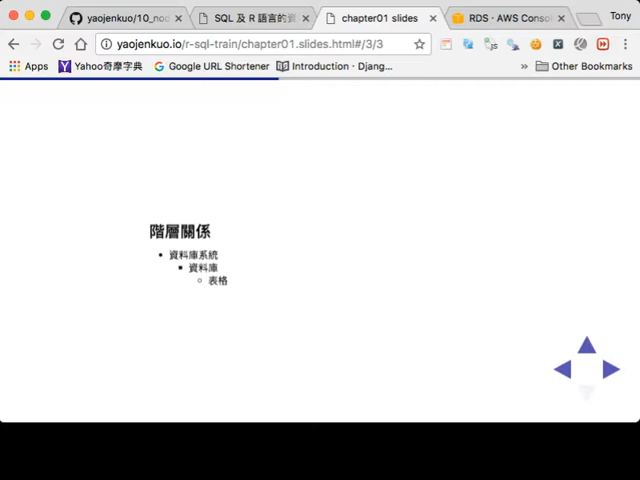 yaojenkuo/10_nod
SQL 及 R 語言的資
chapter01 slides
RDS · AWS Consol
Tony
yaojenkuo.io/r-sql-train/chapter01.slides.html#/3/3
Apps
Yahoo奇摩字典
Google URL Shortener
Introduction · Djang...
»
Other Bookmarks
階層關係
資料庫系統
資料庫
表格